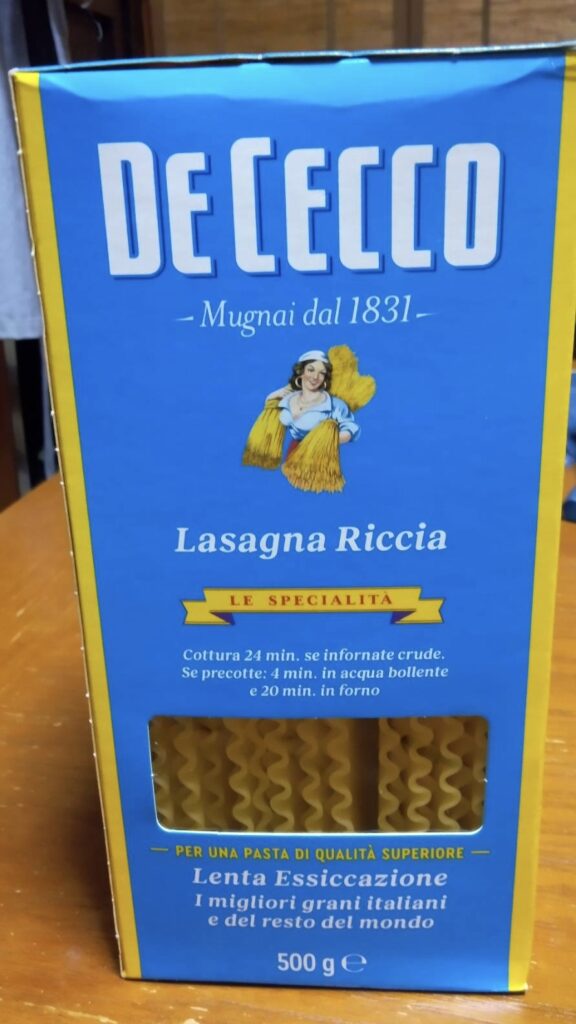 DE CECCO
Mugnai dal 1831
Lasagna Riccia
LE SPECIALITÀ
Cottura 24 min. se infornate crude.
Se precotte: 4 min. in acqua bollente
e 20 min. in forno
PER UNA PASTA DI QUALITÀ SUPERIORE
Lenta Essiccazione
I migliori grani italiani
e del resto del mondo
500 g ℮